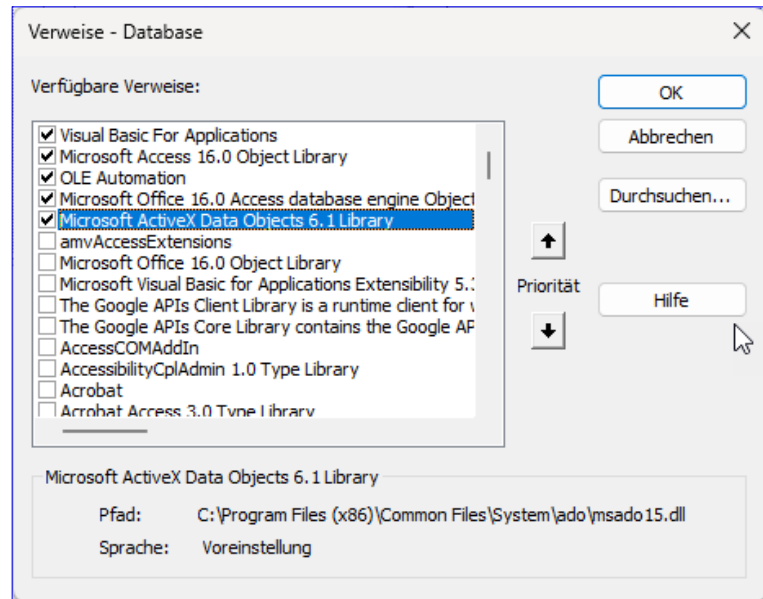 Verweise - Database
Verfügbare Verweise:
OK
Abbrechen
Durchsuchen...
Hilfe
Visual Basic For Applications
Microsoft Access 16.0 Object Library
OLE Automation
Microsoft Office 16.0 Access database engine Object
Microsoft ActiveX Data Objects 6.1 Library
amvAccessExtensions
Microsoft Office 16.0 Object Library
Microsoft Visual Basic for Applications Extensibility 5.
The Google APIs Client Library is a runtime client for
The Google APIs Core Library contains the Google AP
AccessCOMAddIn
AccessibilityCplAdmin 1.0 Type Library
Acrobat
Acrobat Access 3.0 Type Library
Priorität
Microsoft ActiveX Data Objects 6.1 Library
Pfad: C:\Program Files (x86)\Common Files\System\ado\msado15.dll
Sprache: Voreinstellung